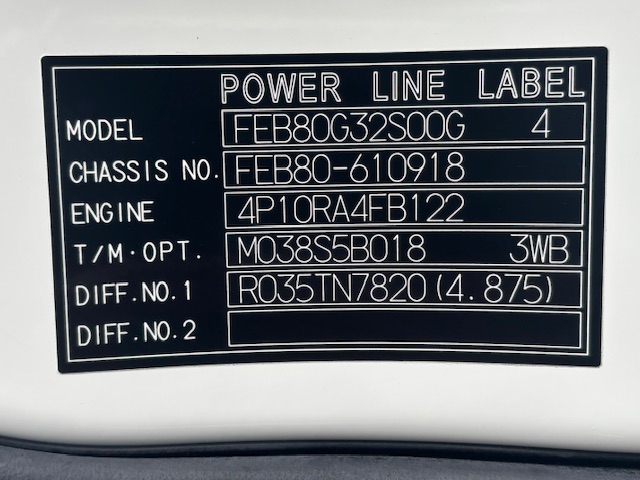 POWER LINE LABEL
MODEL FEB80G32S00G 4
CHASSIS NO. FEB80-610918
ENGINE 4P10RA4FB122
T/M·OPT. M038S5B018 3WB
DIFF.NO.1 R035TN7820(4.875)
DIFF.NO.2